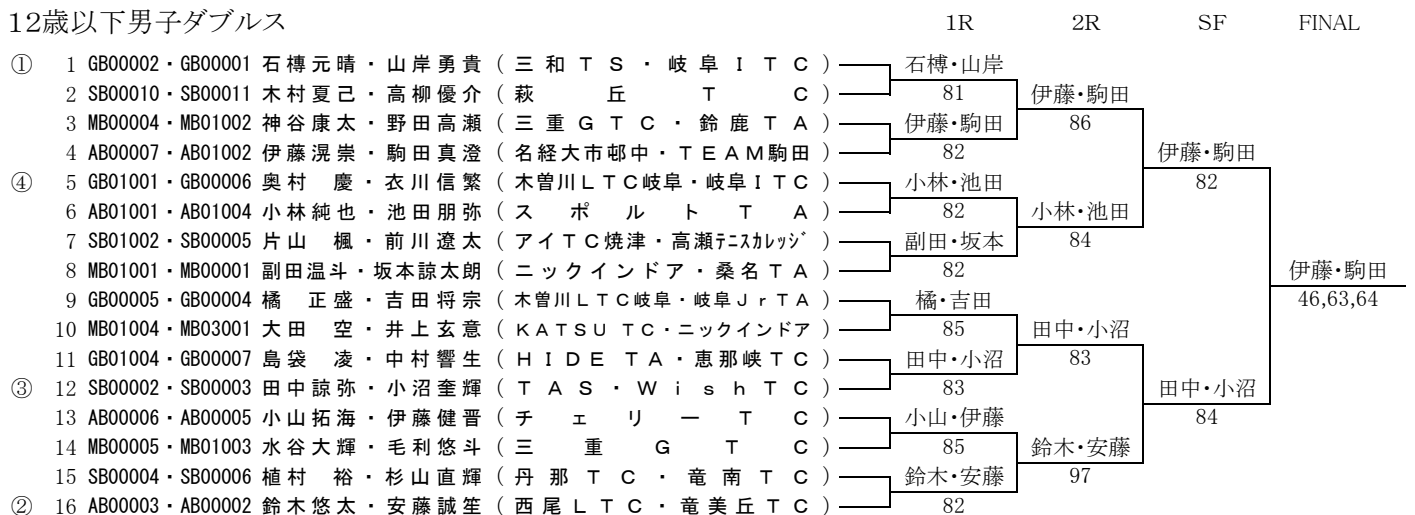 12歳以下男子ダブルス 1R 2R SF FINAL
① 1 GB00002・GB00001 石榑元晴・山岸勇貴(三和TS・岐阜ITC) 石榑・山岸
2 SB00010・SB00011 木村夏己・高柳優介(萩丘TC) 81 伊藤・駒田
3 MB00004・MB01002 神谷康太・野田高瀬(三重GTC・鈴鹿TA) 伊藤・駒田 86
4 AB00007・AB01002 伊藤滉崇・駒田真澄(名経大市邨中・TEAM駒田) 82 伊藤・駒田
④ 5 GB01001・GB00006 奥村 慶・衣川信繁(木曽川LTC岐阜・岐阜ITC) 小林・池田 82
6 AB01001・AB01004 小林純也・池田朋弥(スポルトTA) 82 小林・池田
7 SB01002・SB00005 片山 楓・前川遼太(アイTC焼津・高瀬テニスカレッジ) 副田・坂本 84
8 MB01001・MB00001 副田温斗・坂本諒太朗(ニックインドア・桑名TA) 82 伊藤・駒田
9 GB00005・GB00004 橘 正盛・吉田将宗(木曽川LTC岐阜・岐阜JrTA) 橘・吉田 46,63,64
10 MB01004・MB03001 大田 空・井上玄意(KATSU TC・ニックインドア) 85 田中・小沼
11 GB01004・GB00007 島袋 凌・中村響生(HIDE TA・恵那峡TC) 田中・小沼 83
③ 12 SB00002・SB00003 田中諒弥・小沼奎輝(TAS・WishTC) 83 田中・小沼
13 AB00006・AB00005 小山拓海・伊藤健晋(チェリーTC) 小山・伊藤 84
14 MB00005・MB01003 水谷大輝・毛利悠斗(三重GTC) 85 鈴木・安藤
15 SB00004・SB00006 植村 裕・杉山直輝(丹那TC・竜南TC) 鈴木・安藤 97
② 16 AB00003・AB00002 鈴木悠太・安藤誠笙(西尾LTC・竜美丘TC) 82